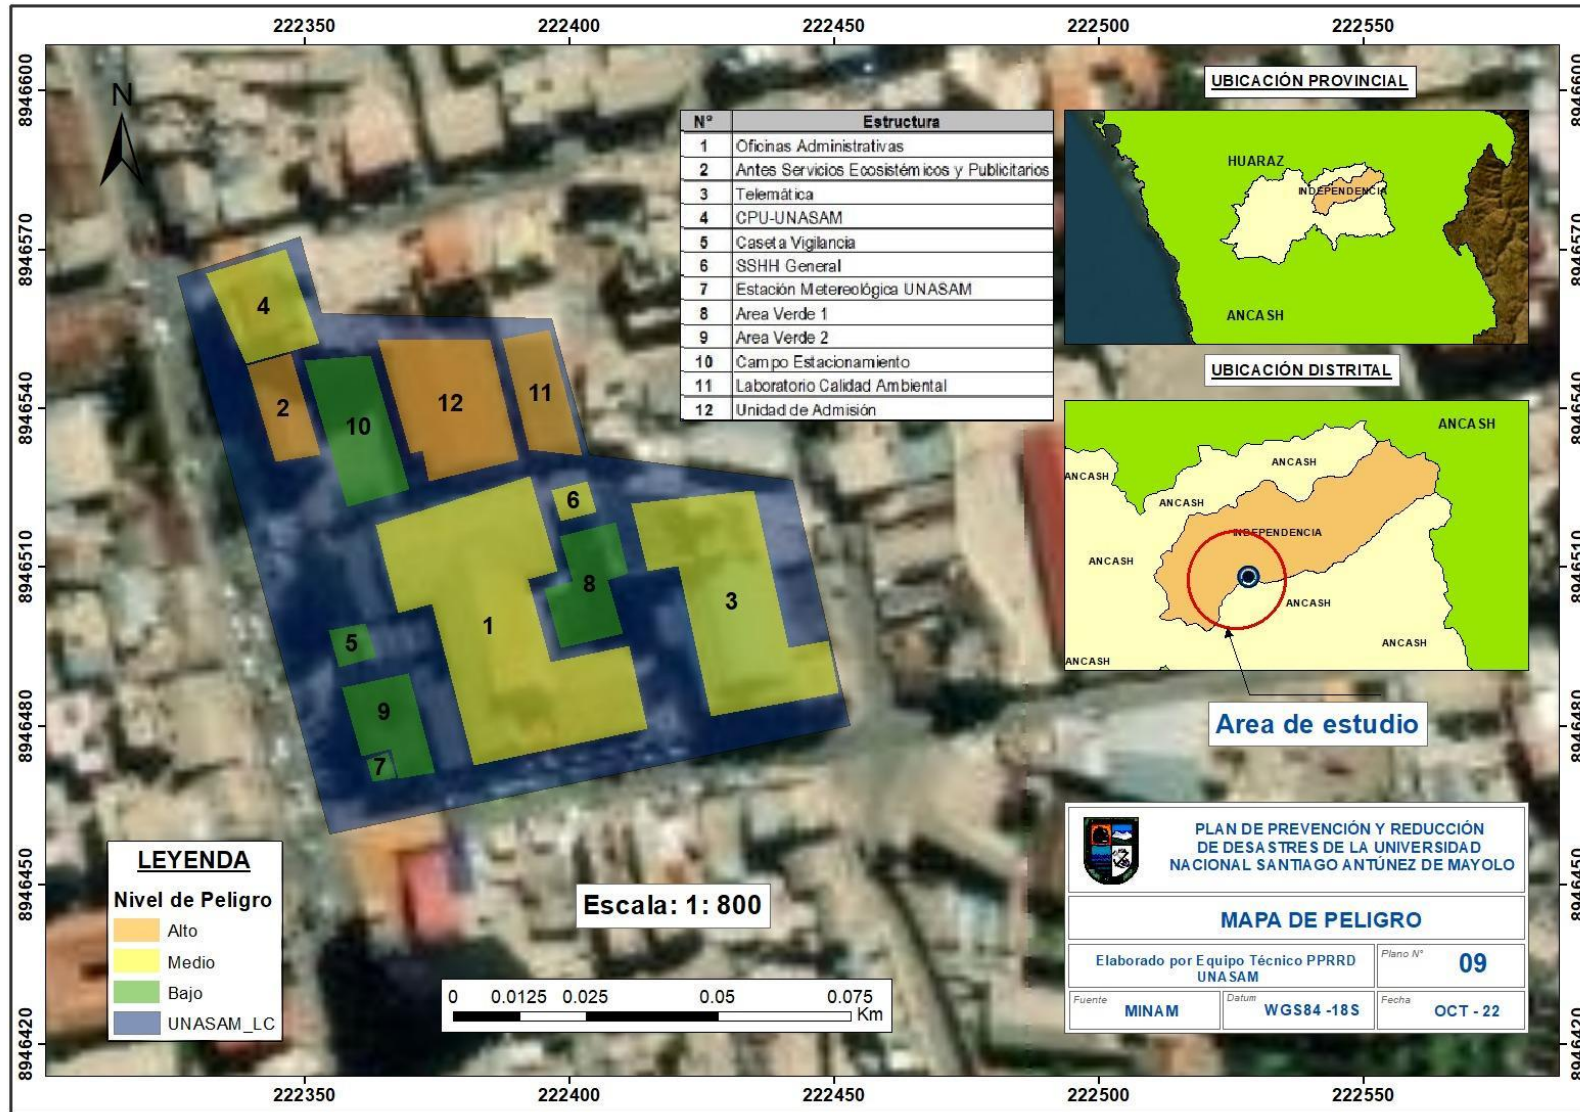 222350 222400 222450 222500 222550
8946600
8946570
8946540
8946510
8946480
8946450
8946420
N
N° Estructura
1 Oficinas Administrativas
2 Antes Servicios Ecosistémicos y Publicitarios
3 Telemática
4 CPU-UNASAM
5 Caseta Vigilancia
6 SSHH General
7 Estación Metereológica UNASAM
8 Area Verde 1
9 Area Verde 2
10 Campo Estacionamiento
11 Laboratorio Calidad Ambiental
12 Unidad de Admisión
4
2
10
12
11
6
8
3
1
5
9
7
UBICACIÓN PROVINCIAL
HUARAZ
INDEPENDENCIA
ANCASH
UBICACIÓN DISTRITAL
ANCASH
ANCASH
ANCASH
ANCASH
INDEPENDENCIA
ANCASH
ANCASH
ANCASH
ANCASH
Area de estudio
LEYENDA
Nivel de Peligro
Alto
Medio
Bajo
UNASAM_LC
Escala: 1: 800
0 0.0125 0.025 0.05 0.075
Km
PLAN DE PREVENCIÓN Y REDUCCIÓN
DE DESASTRES DE LA UNIVERSIDAD
NACIONAL SANTIAGO ANTÚNEZ DE MAYOLO
MAPA DE PELIGRO
Elaborado por Equipo Técnico PPRRD
UNASAM
Plano N° 09
Fuente MINAM
Datum WGS84 -18S
Fecha OCT - 22
8946600
8946570
8946540
8946510
8946480
8946450
8946420
222350 222400 222450 222500 222550